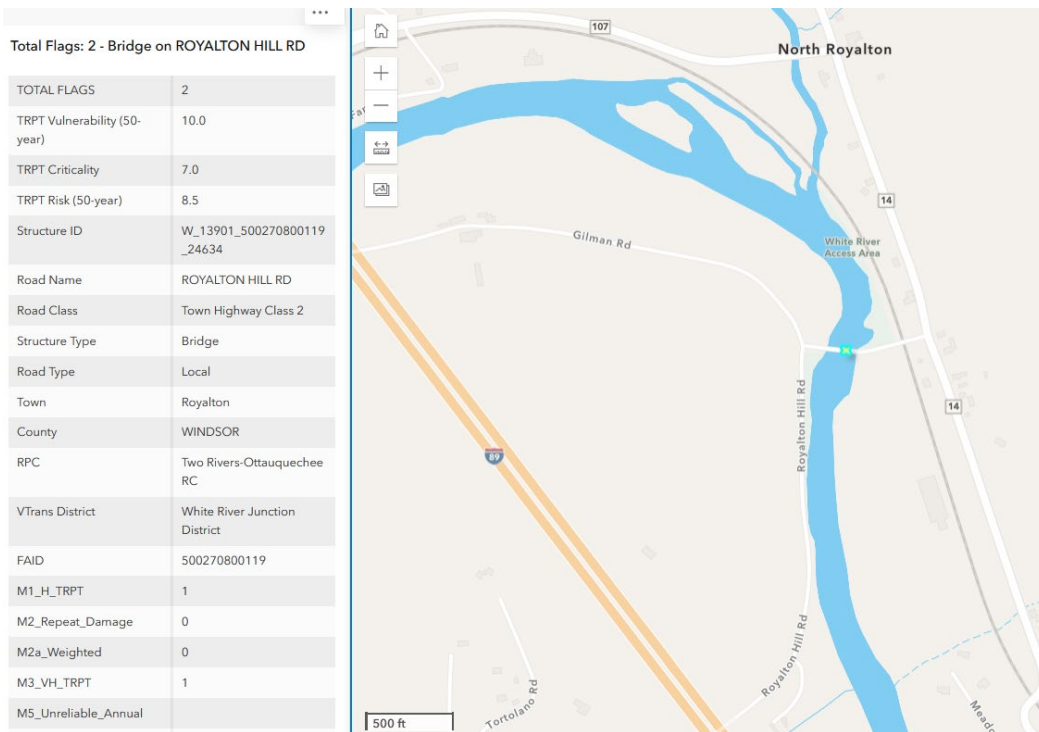 Total Flags: 2 - Bridge on ROYALTON HILL RD
TOTAL FLAGS 2
TRPT Vulnerability (50-
year) 10.0
TRPT Criticality 7.0
TRPT Risk (50-year) 8.5
Structure ID W_13901_500270800119
_24634
Road Name ROYALTON HILL RD
Road Class Town Highway Class 2
Structure Type Bridge
Road Type Local
Town Royalton
County WINDSOR
RPC Two Rivers-Ottauquechee
RC
VTrans District White River Junction
District
FAID 500270800119
M1_H_TRPT 1
M2_Repeat_Damage 0
M2a_Weighted 0
M3_VH_TRPT 1
M5_Unreliable_Annual
107
North Royalton
Fa
14
Gilman Rd
White River
Access Area
Royalton Hill Rd
14
89
Royalton Hill Rd
Tortolano Rd
Meado
500 ft